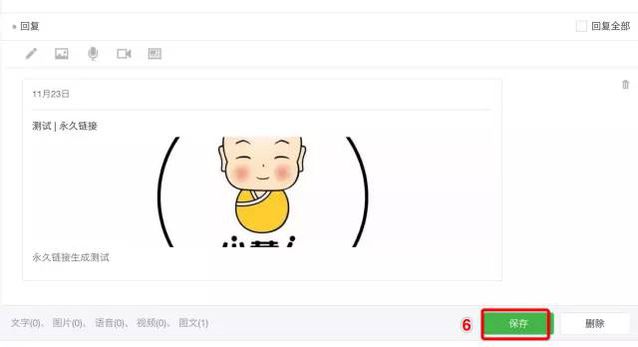 回复
回复全部
11月23日
测试 | 永久链接
永久链接生成测试
文字(0)、 图片(0)、 语音(0)、 视频(0)、 图文(1)
6
保存
删除